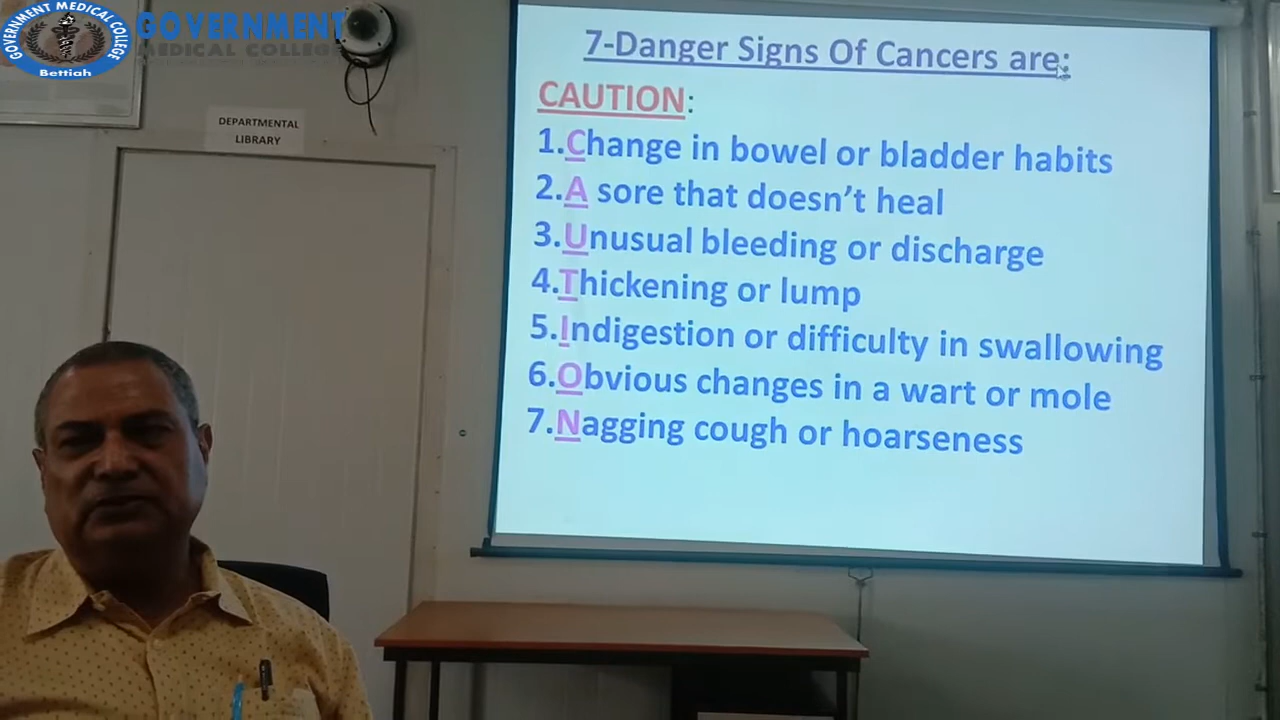 GOVERNMENT MEDICAL COLLEGE
Bettiah
GOVERNMENT
MEDICAL COLLEGE
DEPARTMENTAL
LIBRARY
7-Danger Signs Of Cancers are:
CAUTION:
1.Change in bowel or bladder habits
2.A sore that doesn't heal
3.Unusual bleeding or discharge
4.Thickening or lump
5.Indigestion or difficulty in swallowing
6.Obvious changes in a wart or mole
7.Nagging cough or hoarseness